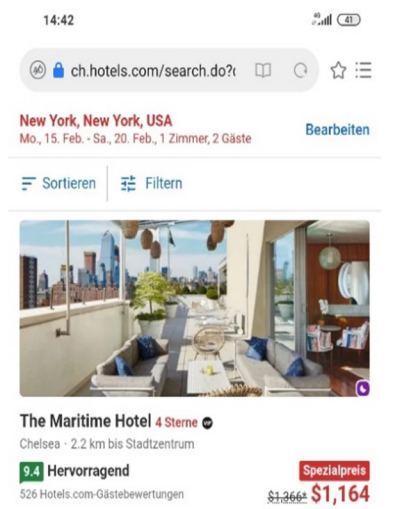 14:42
4G 41
ch.hotels.com/search.do?
New York, New York, USA
Mo., 15. Feb. - Sa., 20. Feb., 1 Zimmer, 2 Gäste
Bearbeiten
Sortieren
Filtern
The Maritime Hotel 4 Sterne VIP
Chelsea · 2.2 km bis Stadtzentrum
9.4 Hervorragend
Spezialpreis
526 Hotels.com-Gästebewertungen
$1,366* $1,164